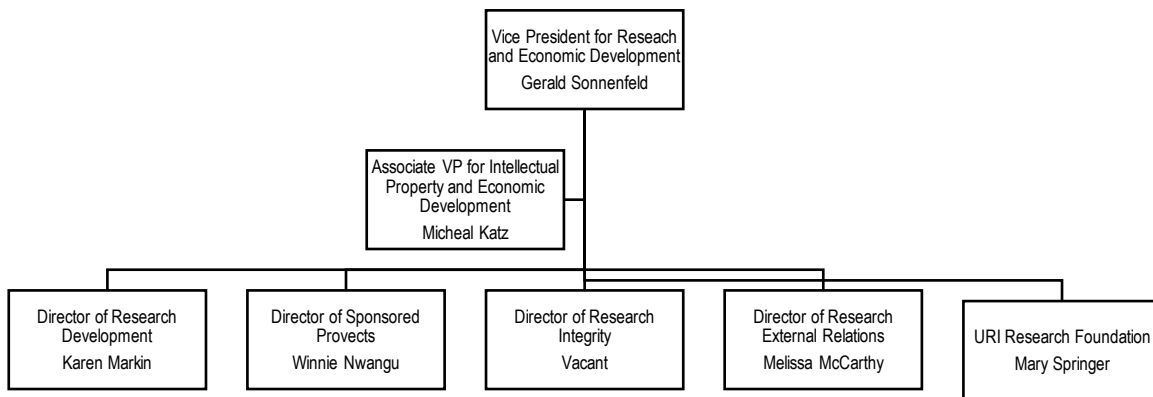 Vice President for Reseach
and Economic Development
Gerald Sonnenfeld
Associate VP for Intellectual
Property and Economic
Development
Micheal Katz
Director of Research
Development
Karen Markin
Director of Sponsored
Provects
Winnie Nwangu
Director of Research
Integrity
Vacant
Director of Research
External Relations
Melissa McCarthy
URI Research Foundation
Mary Springer